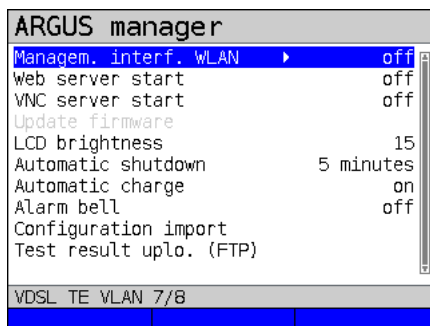 ARGUS manager
Managem. interf. WLAN off
Web server start off
VNC server start off
Update firmware
LCD brightness 15
Automatic shutdown 5 minutes
Automatic charge on
Alarm bell off
Configuration import
Test result uplo. (FTP)
VDSL TE VLAN 7/8